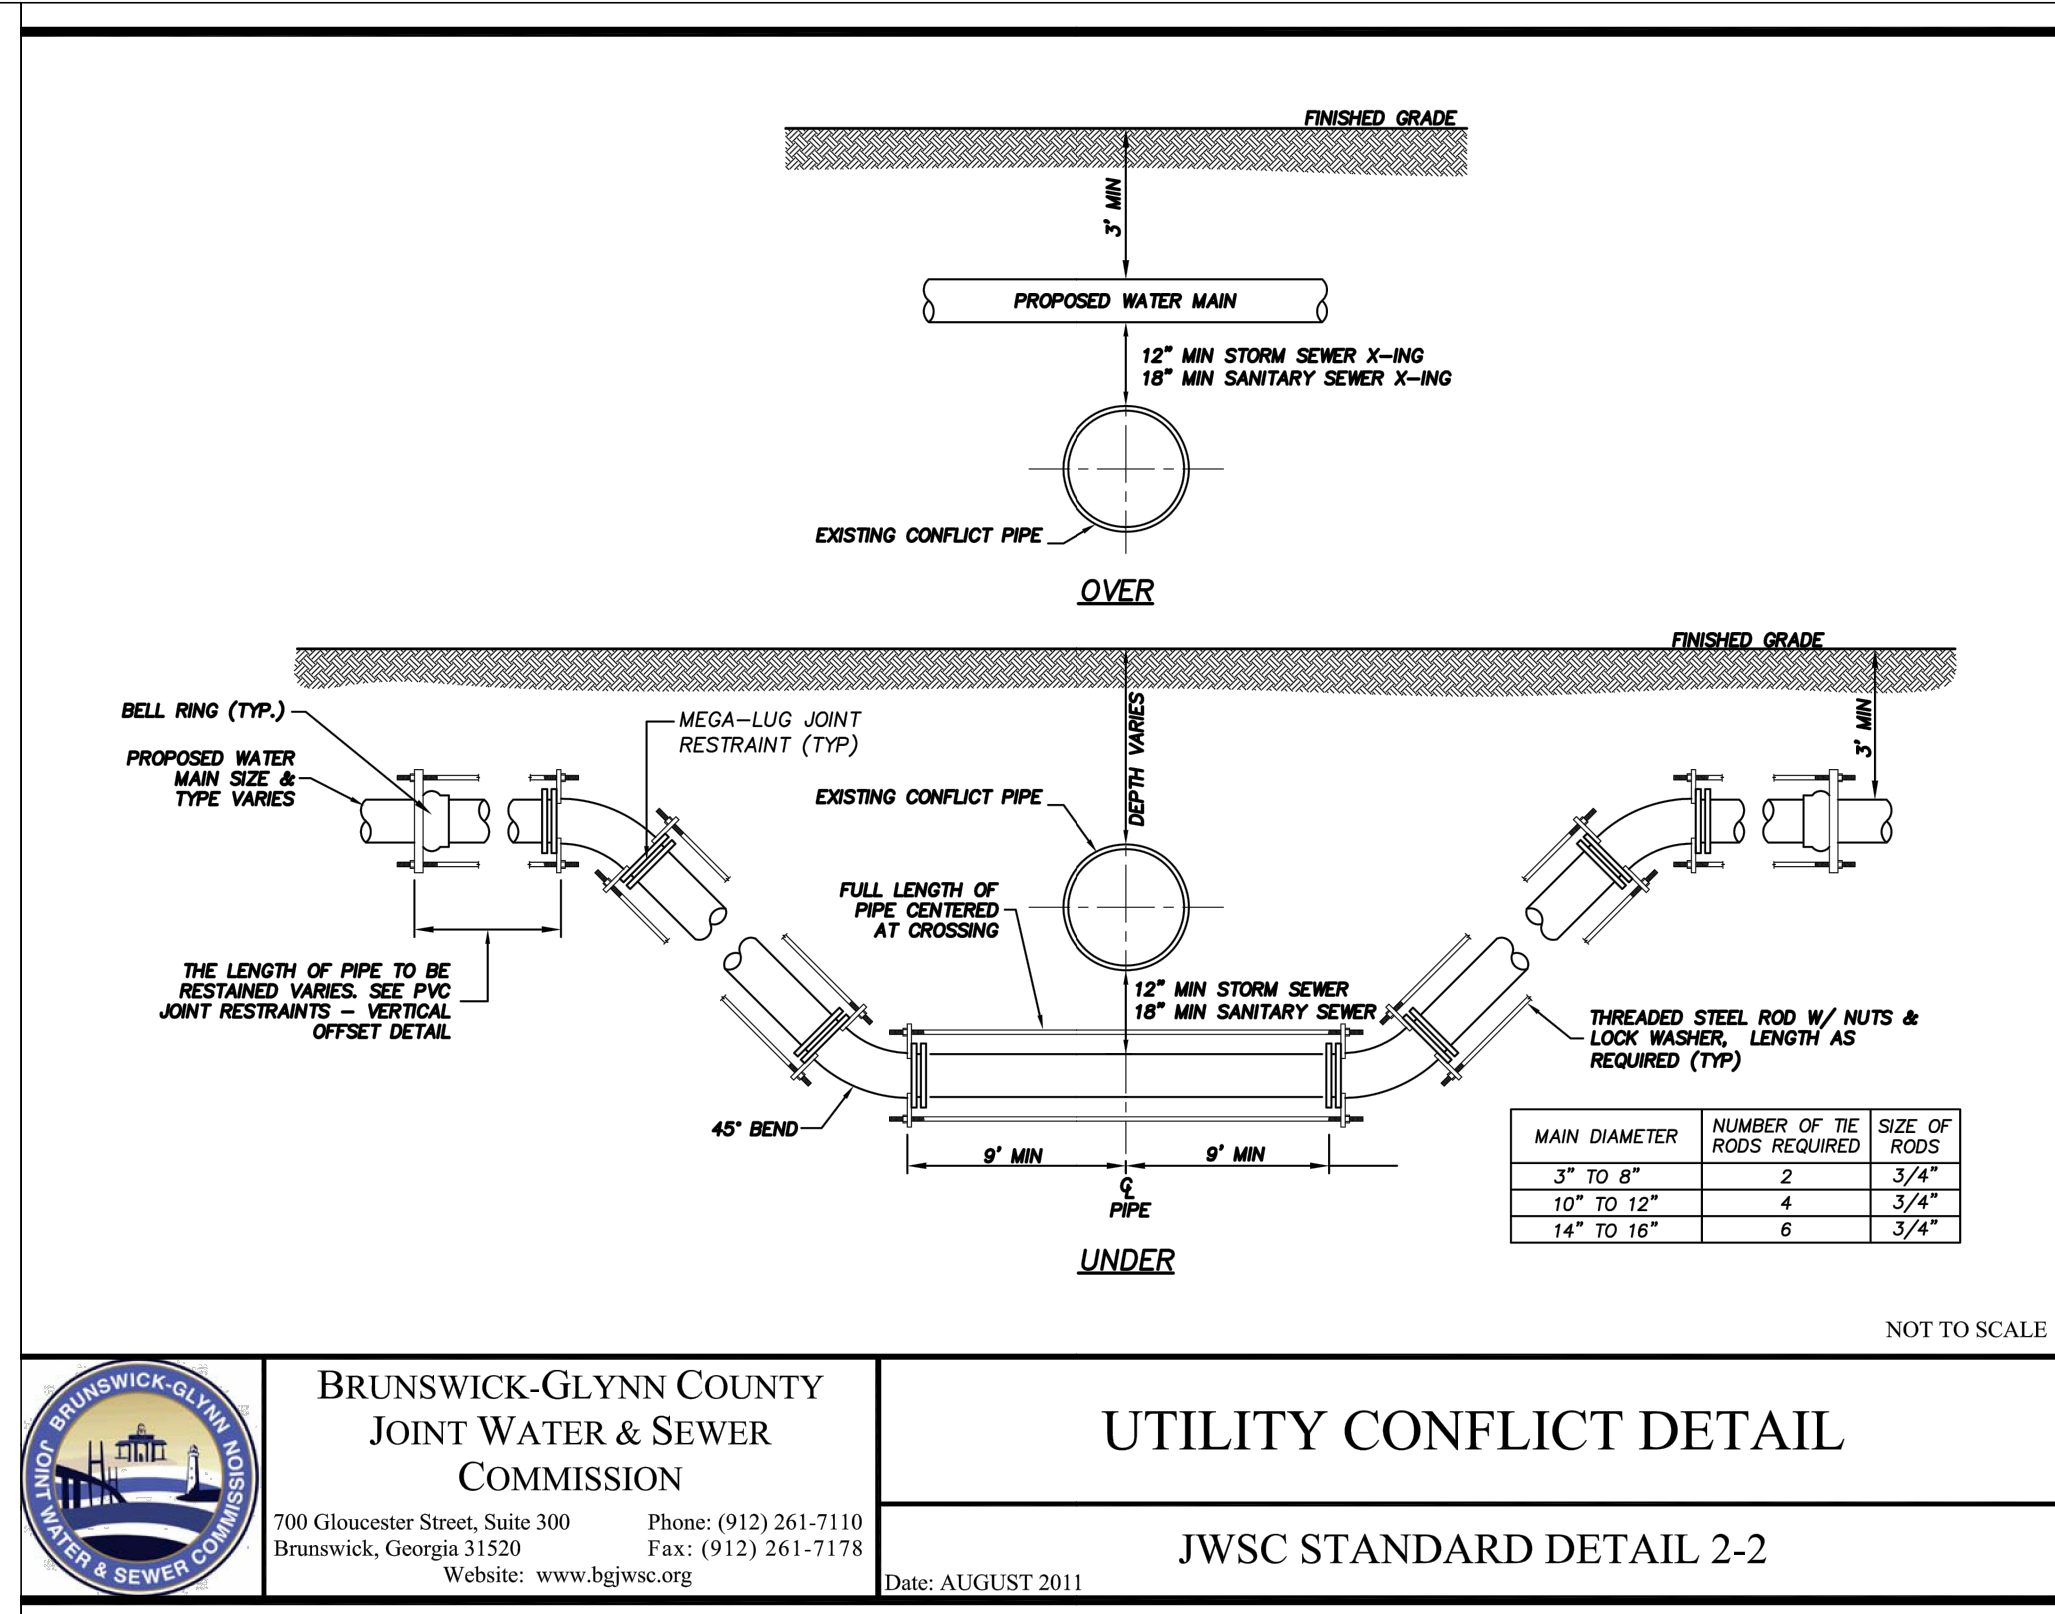 FINISHED GRADE
3' MIN
PROPOSED WATER MAIN
12" MIN STORM SEWER X-ING
18" MIN SANITARY SEWER X-ING
EXISTING CONFLICT PIPE
OVER
FINISHED GRADE
BELL RING (TYP.)
PROPOSED WATER
MAIN SIZE &
TYPE VARIES
MEGA-LUG JOINT
RESTRAINT (TYP)
DEPTH VARIES
3' MIN
EXISTING CONFLICT PIPE
FULL LENGTH OF
PIPE CENTERED
AT CROSSING
THE LENGTH OF PIPE TO BE
RESTAINED VARIES. SEE PVC
JOINT RESTRAINTS - VERTICAL
OFFSET DETAIL
12" MIN STORM SEWER
18" MIN SANITARY SEWER
THREADED STEEL ROD W/ NUTS &
LOCK WASHER, LENGTH AS
REQUIRED (TYP)
45° BEND
9' MIN
9' MIN
℄
PIPE
UNDER
MAIN DIAMETER
NUMBER OF TIE
RODS REQUIRED
SIZE OF
RODS
3" TO 8" 2 3/4"
10" TO 12" 4 3/4"
14" TO 16" 6 3/4"
NOT TO SCALE
BRUNSWICK-GLYNN
JOINT WATER & SEWER COMMISSION
BRUNSWICK-GLYNN COUNTY
JOINT WATER & SEWER
COMMISSION
700 Gloucester Street, Suite 300 Phone: (912) 261-7110
Brunswick, Georgia 31520 Fax: (912) 261-7178
Website: www.bgjwsc.org
UTILITY CONFLICT DETAIL
JWSC STANDARD DETAIL 2-2
Date: AUGUST 2011